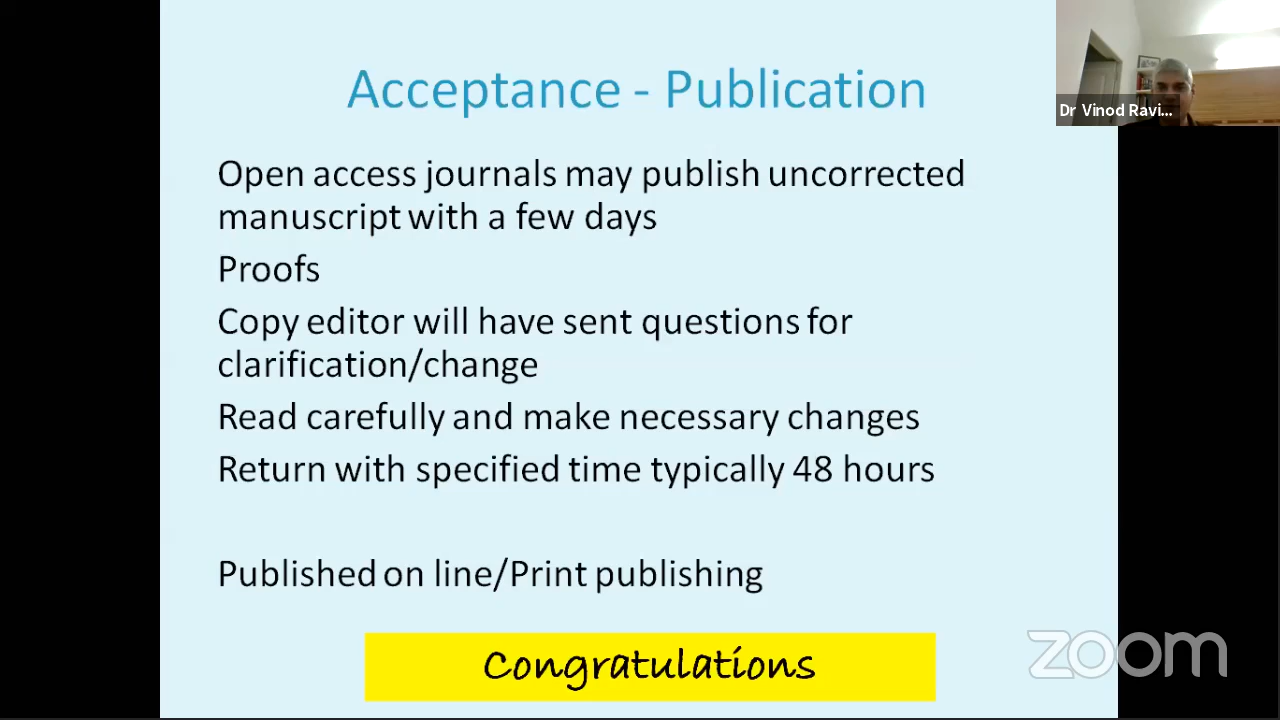 Acceptance - Publication
Dr Vinod Ravi...
Open access journals may publish uncorrected
manuscript with a few days
Proofs
Copy editor will have sent questions for
clarification/change
Read carefully and make necessary changes
Return with specified time typically 48 hours
Published on line/Print publishing
Congratulations
zoom